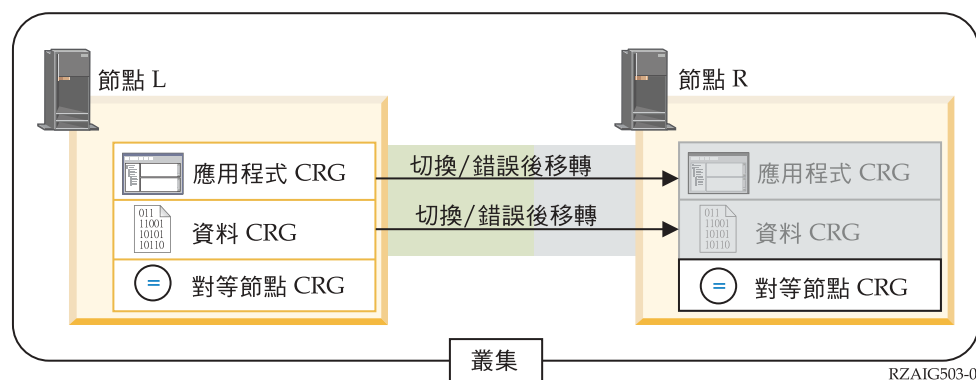 節點 L
節點 R
應用程式 CRG
切換/錯誤後移轉
應用程式 CRG
011
11001
10101
10110
資料 CRG
切換/錯誤後移轉
011
11001
10101
10110
資料 CRG
= 對等節點 CRG
= 對等節點 CRG
叢集
RZAIG503-0